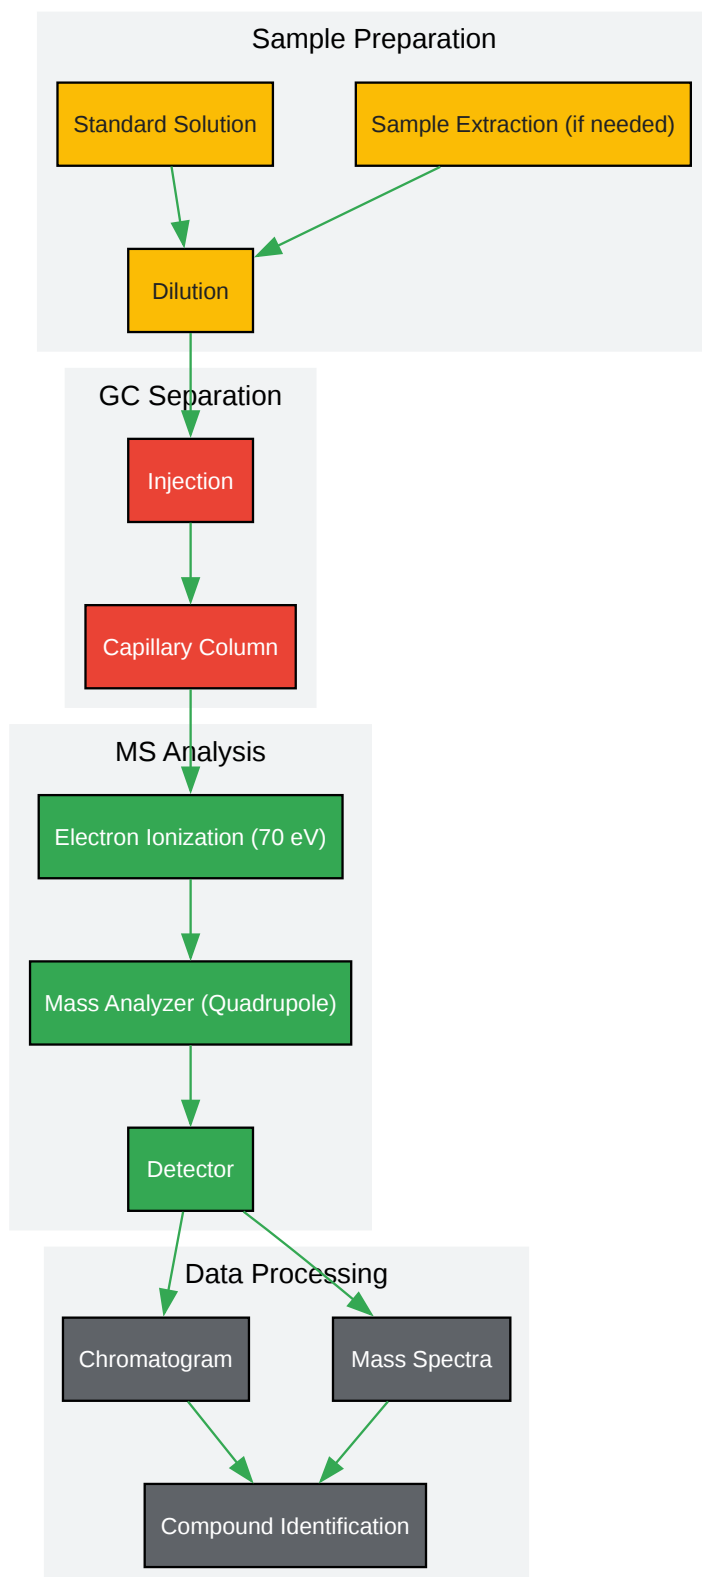 Sample Preparation
Standard Solution
Sample Extraction (if needed)
Dilution
GC Separation
Injection
Capillary Column
MS Analysis
Electron Ionization (70 eV)
Mass Analyzer (Quadrupole)
Detector
Data Processing
Chromatogram
Mass Spectra
Compound Identification